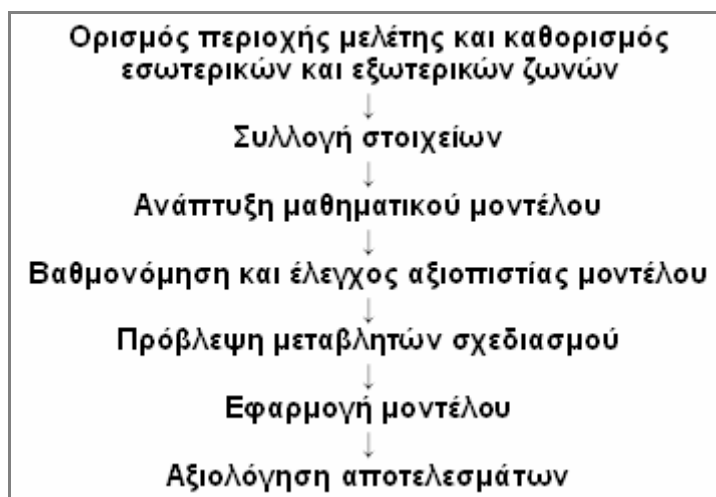 Ορισμός περιοχής μελέτης και καθορισμός
εσωτερικών και εξωτερικών ζωνών
↓
Συλλογή στοιχείων
↓
Ανάπτυξη μαθηματικού μοντέλου
↓
Βαθμονόμηση και έλεγχος αξιοπιστίας μοντέλου
↓
Πρόβλεψη μεταβλητών σχεδιασμού
↓
Εφαρμογή μοντέλου
↓
Αξιολόγηση αποτελεσμάτων